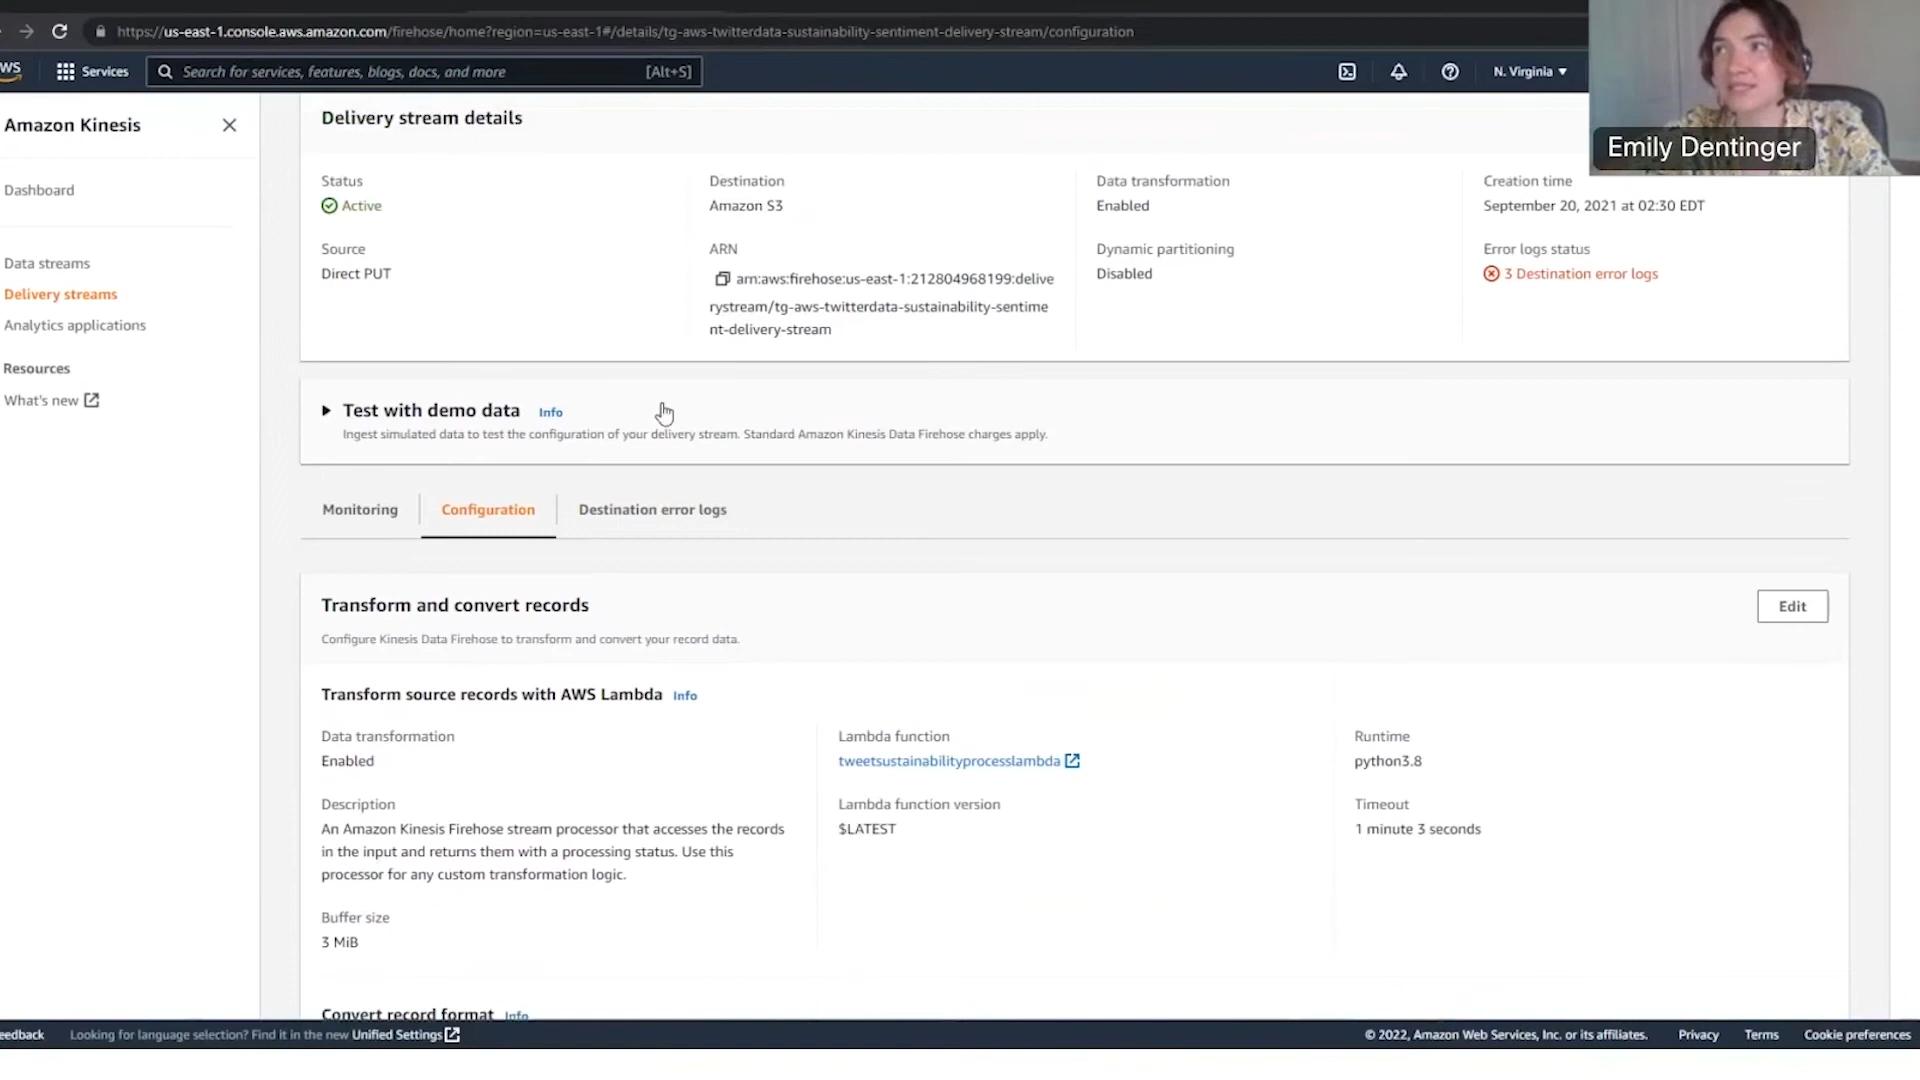 https://us-east-1.console.aws.amazon.com/firehose/home?region=us-east-1#/details/tg-aws-twitterdata-sustainability-sentiment-delivery-stream/configuration
WS
Services
Search for services, features, blogs, docs, and more
[Alt+S]
N. Virginia
Emily Dentinger
Amazon Kinesis
Dashboard
Data streams
Delivery streams
Analytics applications
Resources
What's new
Delivery stream details
Status
Active
Source
Direct PUT
Destination
Amazon S3
ARN
arn:aws:firehose:us-east-1:212804968199:delive
rystream/tg-aws-twitterdata-sustainability-sentime
nt-delivery-stream
Data transformation
Enabled
Dynamic partitioning
Disabled
Creation time
September 20, 2021 at 02:30 EDT
Error logs status
3 Destination error logs
Test with demo data Info
Ingest simulated data to test the configuration of your delivery stream. Standard Amazon Kinesis Data Firehose charges apply.
Monitoring
Configuration
Destination error logs
Transform and convert records
Edit
Configure Kinesis Data Firehose to transform and convert your record data.
Transform source records with AWS Lambda Info
Data transformation
Enabled
Description
An Amazon Kinesis Firehose stream processor that accesses the records
in the input and returns them with a processing status. Use this
processor for any custom transformation logic.
Buffer size
3 MiB
Lambda function
tweetsustainabilityprocesslambda
Lambda function version
$LATEST
Runtime
python3.8
Timeout
1 minute 3 seconds
Convert record format Info
eedback
Looking for language selection? Find it in the new Unified Settings
© 2022, Amazon Web Services, Inc. or its affiliates.
Privacy
Terms
Cookie preferences